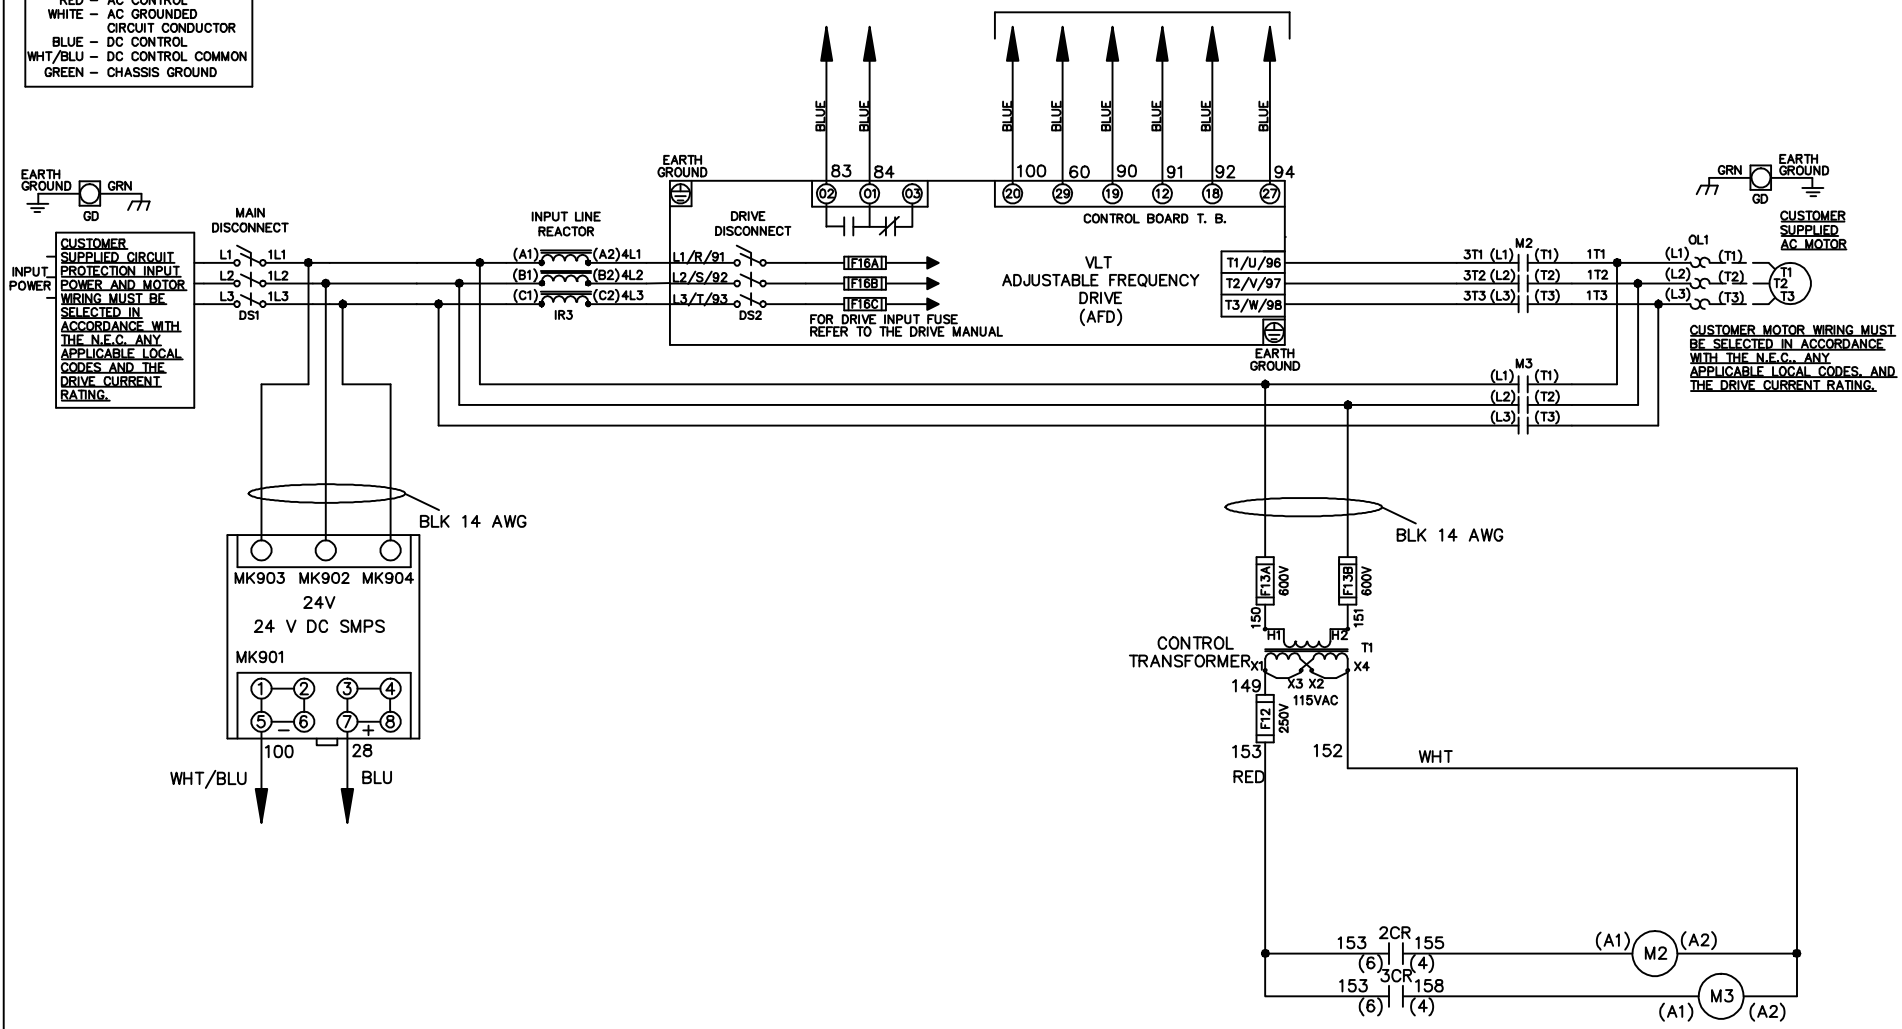 RED – AC CONTROL
WHITE – AC GROUNDED
CIRCUIT CONDUCTOR
BLUE – DC CONTROL
WHT/BLU – DC CONTROL COMMON
GREEN – CHASSIS GROUND
BLUE
BLUE
BLUE
BLUE
BLUE
BLUE
BLUE
BLUE
EARTH
GROUND
GRN
GD
EARTH
GROUND
83 84
02 01 03
100 60 90 91 92 94
20 29 19 12 18 27
CONTROL BOARD T. B.
GRN
EARTH
GROUND
GD
CUSTOMER
SUPPLIED
AC MOTOR
INPUT
POWER
CUSTOMER
SUPPLIED CIRCUIT
PROTECTION INPUT
POWER AND MOTOR
WIRING MUST BE
SELECTED IN
ACCORDANCE WITH
THE N.E.C. ANY
APPLICABLE LOCAL
CODES AND THE
DRIVE CURRENT
RATING.
MAIN
DISCONNECT
L1 1L1
L2 1L2
L3 1L3
DS1
INPUT LINE
REACTOR
(A1) (A2) 4L1
(B1) (B2) 4L2
(C1) (C2) 4L3
IR3
DRIVE
DISCONNECT
L1/R/91
L2/S/92
L3/T/93
DS2
F16A
F16B
F16C
FOR DRIVE INPUT FUSE
REFER TO THE DRIVE MANUAL
VLT
ADJUSTABLE FREQUENCY
DRIVE
(AFD)
T1/U/96
T2/V/97
T3/W/98
EARTH
GROUND
M2
3T1 (L1) (T1) 1T1
3T2 (L2) (T2) 1T2
3T3 (L3) (T3) 1T3
OL1
(L1) (T1)
(L2) (T2)
(L3) (T3)
T1
T2
T3
CUSTOMER MOTOR WIRING MUST
BE SELECTED IN ACCORDANCE
WITH THE N.E.C., ANY
APPLICABLE LOCAL CODES, AND
THE DRIVE CURRENT RATING.
M3
(L1) (T1)
(L2) (T2)
(L3) (T3)
BLK 14 AWG
MK903 MK902 MK904
24V
24 V DC SMPS
MK901
1 2 3 4
5 – 6 7 + 8
100 28
WHT/BLU BLU
BLK 14 AWG
F13A
600V
F13B
600V
150
151
H1 H2
T1
CONTROL
TRANSFORMER
X1 X4
X3 X2
149
115VAC
F12
250V
153
RED
152
WHT
2CR
153 155
(6) (4)
(A1) M2 (A2)
3CR
153 158
(6) (4)
(A1) M3 (A2)